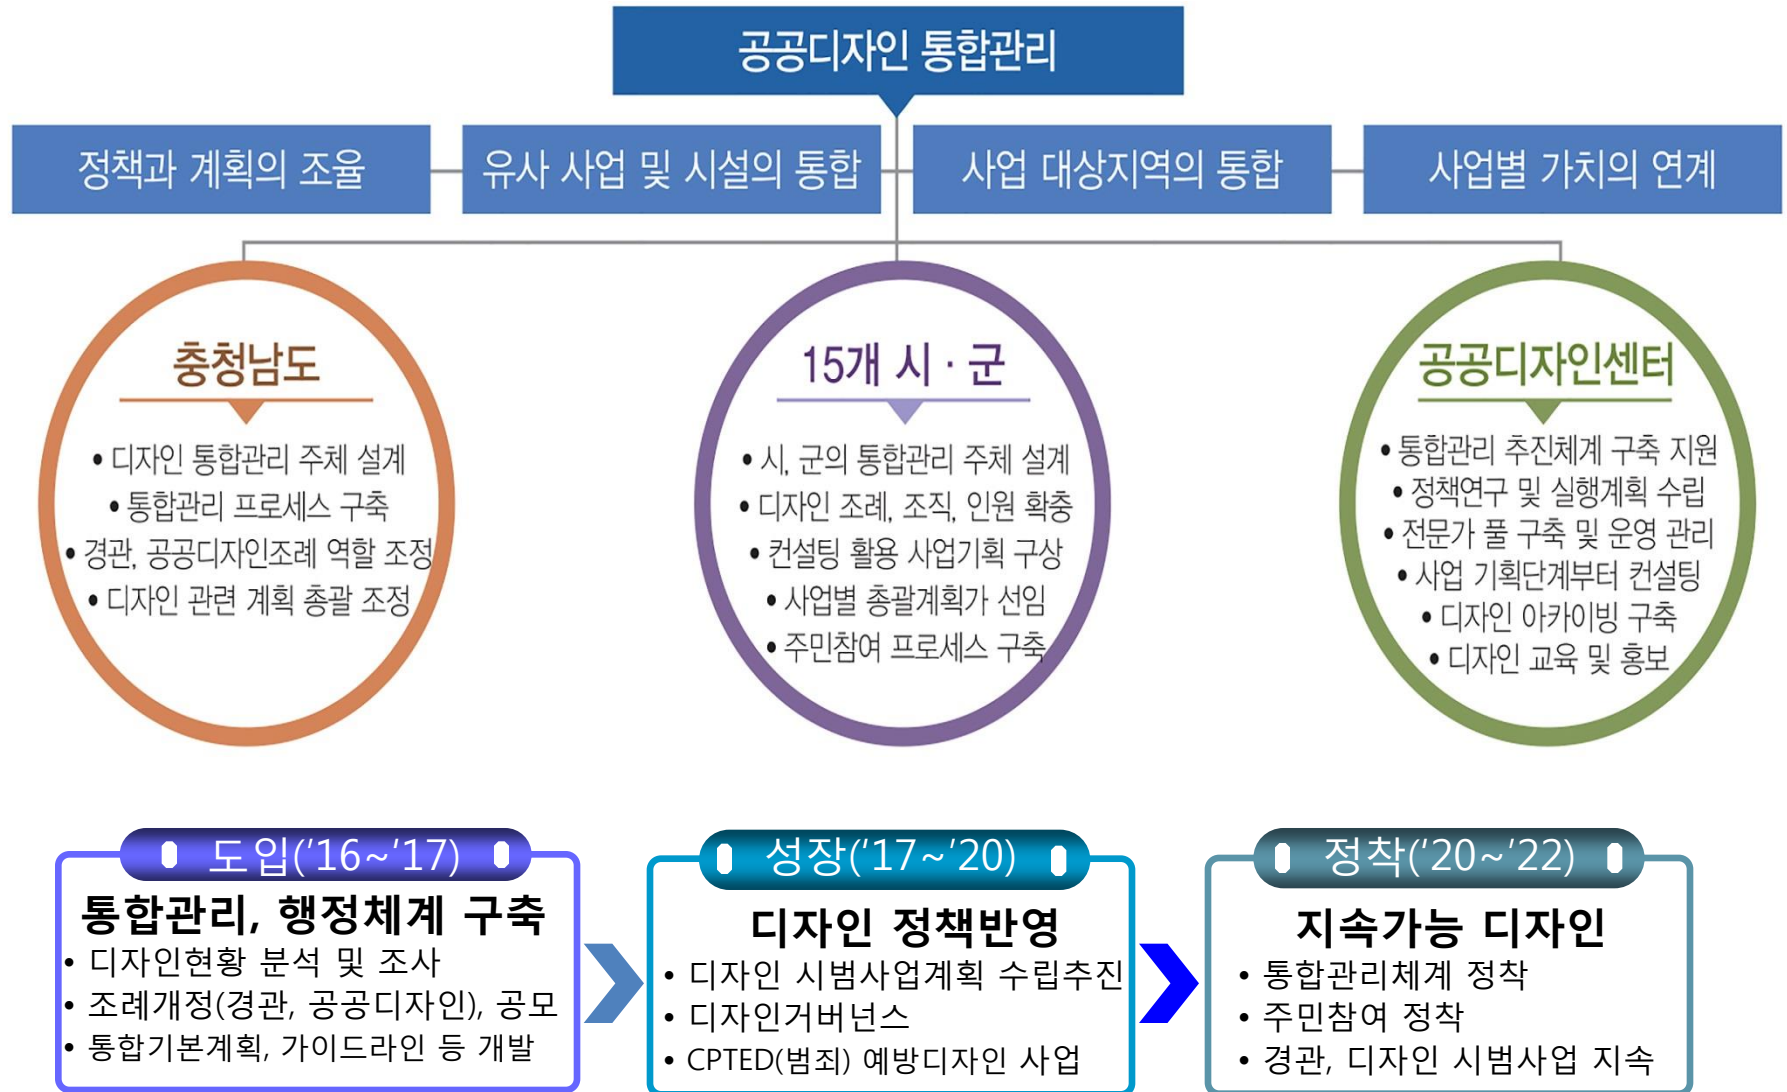 공공디자인 통합관리
정책과 계획의 조율
유사 사업 및 시설의 통합
사업 대상지역의 통합
사업별 가치의 연계
충청남도
• 디자인 통합관리 주체 설계
• 통합관리 프로세스 구축
• 경관, 공공디자인조례 역할 조정
• 디자인 관련 계획 총괄 조정
15개 시 · 군
• 시, 군의 통합관리 주체 설계
• 디자인 조례, 조직, 인원 확충
• 컨설팅 활용 사업기획 구상
• 사업별 총괄계획가 선임
• 주민참여 프로세스 구축
공공디자인센터
• 통합관리 추진체계 구축 지원
• 정책연구 및 실행계획 수립
• 전문가 풀 구축 및 운영 관리
• 사업 기획단계부터 컨설팅
• 디자인 아카이빙 구축
• 디자인 교육 및 홍보
도입(‘16~‘17)
통합관리, 행정체계 구축
• 디자인현황 분석 및 조사
• 조례개정(경관, 공공디자인), 공모
• 통합기본계획, 가이드라인 등 개발
성장(‘17~‘20)
디자인 정책반영
• 디자인 시범사업계획 수립추진
• 디자인거버넌스
• CPTED(범죄) 예방디자인 사업
정착(‘20~‘22)
지속가능 디자인
• 통합관리체계 정착
• 주민참여 정착
• 경관, 디자인 시범사업 지속